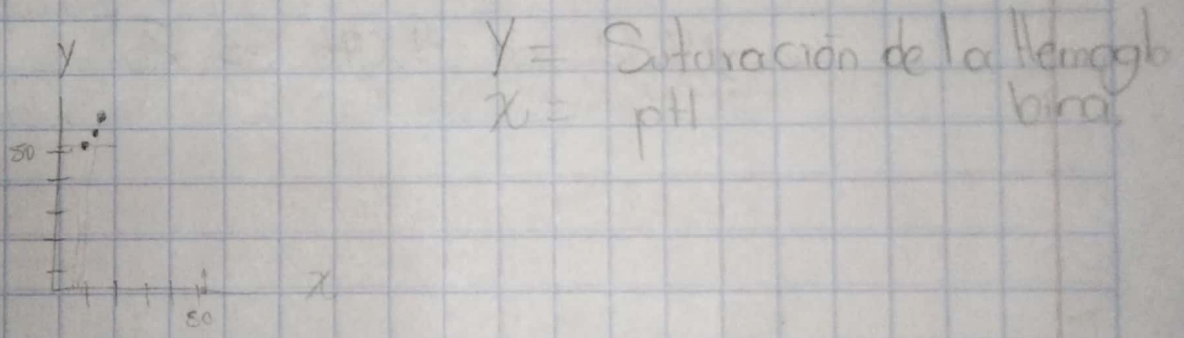 y
Y = Saturación de la Hemoglo
x = pH bina
50
x
50